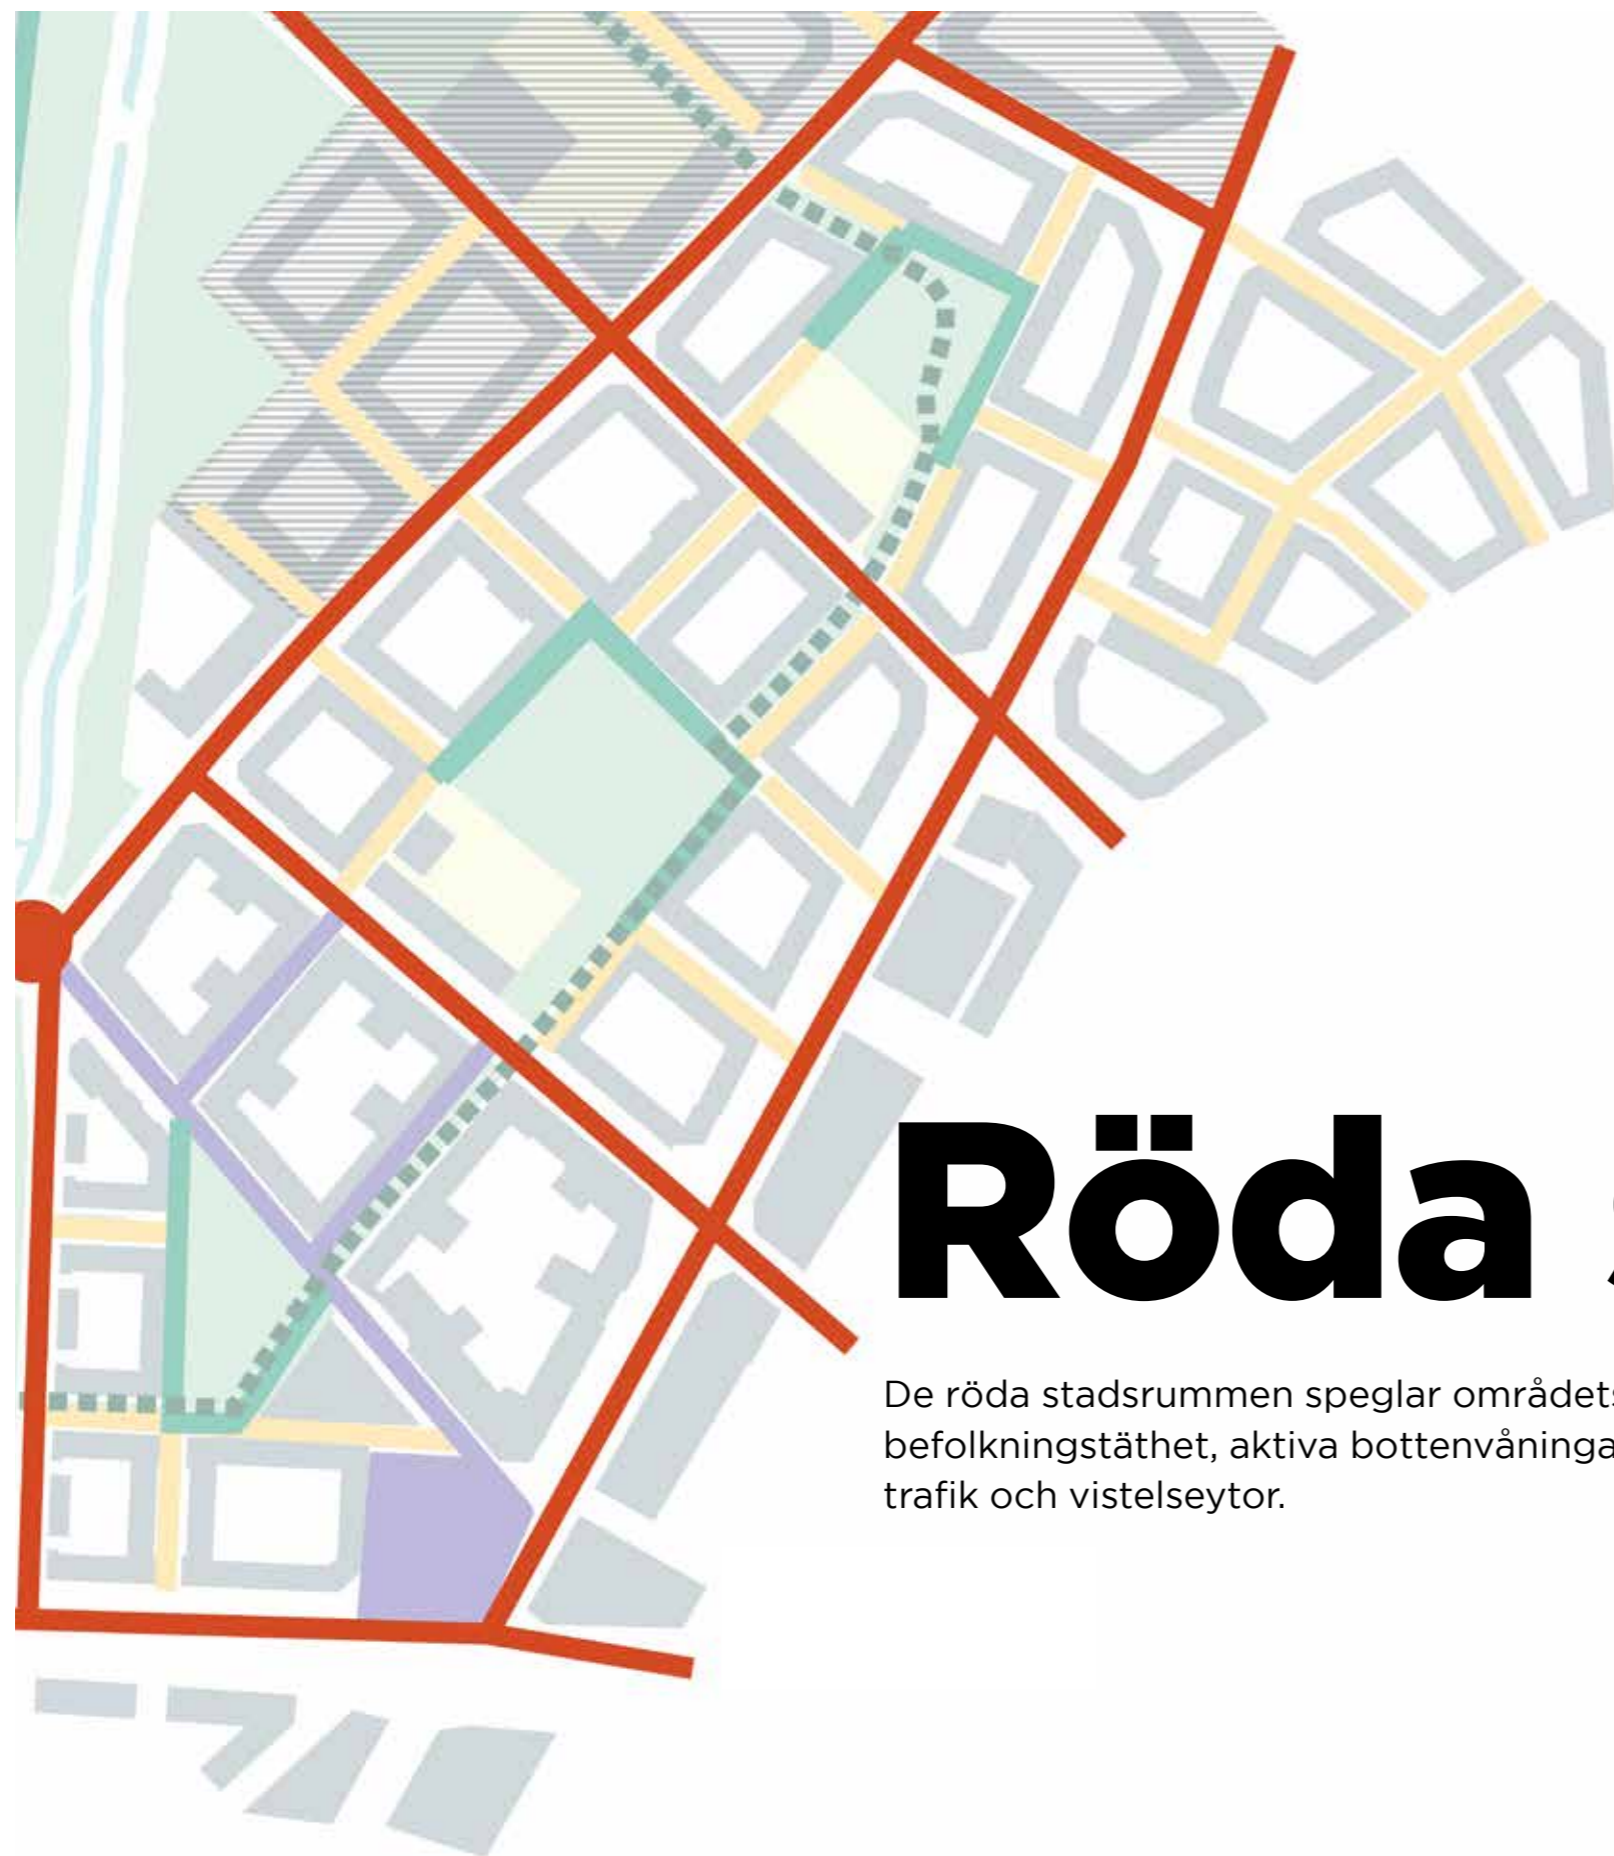 Röda
De röda stadsrummen speglar områdets
befolkningstäthet, aktiva bottenvåninga
trafik och vistelseytor.